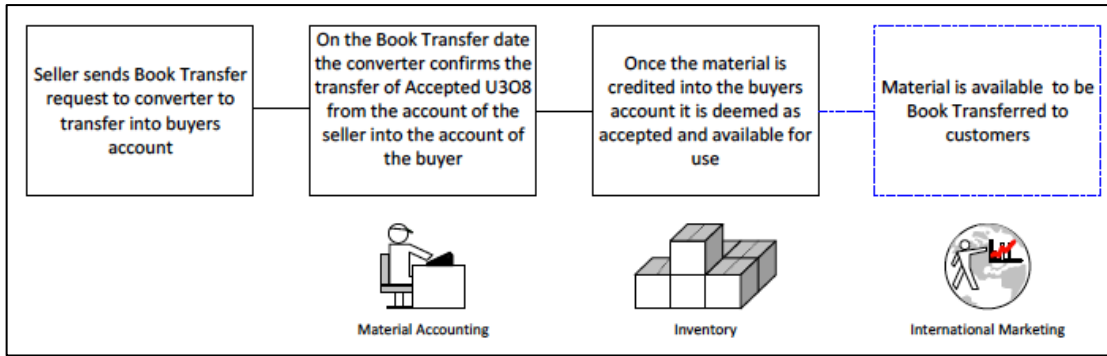 Seller sends Book Transfer
request to converter to
transfer into buyers
account
On the Book Transfer date
the converter confirms the
transfer of Accepted U3O8
from the account of the
seller into the account of
the buyer
Once the material is
credited into the buyers
account it is deemed as
accepted and available for
use
Material is available to be
Book Transferred to
customers
Material Accounting
Inventory
International Marketing